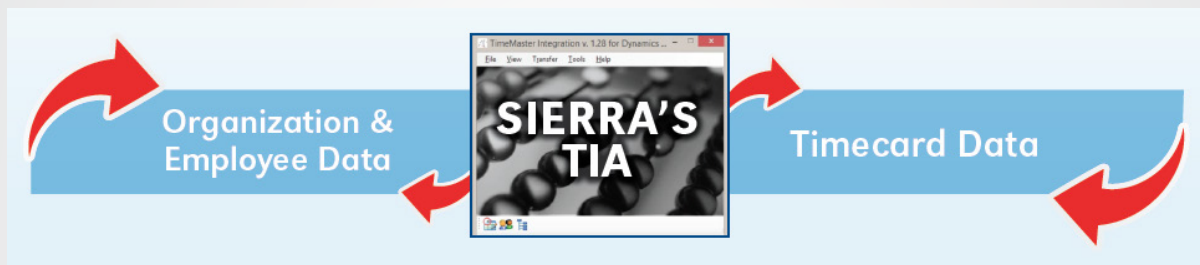 Organization &
Employee Data
TimeMaster Integration v. 1.28 for Dynamics ...
File View Transfer Tools Help
SIERRA'S
TIA
Timecard Data